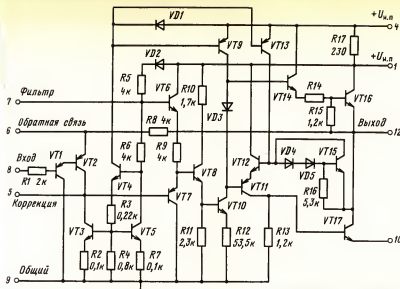 VD1
+Uи.п
4
VT9
VT13
R17
230
VD2
+Uи.п
1
R5
4к
VT6
R10
1,7к
VD3
VT14
R14
R15
1,2к
VT16
7
Фильтр
R8 4к
6
Обратная связь
Выход
12
R6
4к
R9
4к
8
Вход
R1 2к
VT1
VT2
VT4
VT8
VT12
VD4
VD5
VT15
VT11
R16
5,3к
5
Коррекция
VT7
VT10
R3
0,22к
VT3
VT5
VT17
R11
2,3к
R12
53,5к
R13
1,2к
10
R2
0,1к
R4
0,8к
R7
0,1к
9
Общий